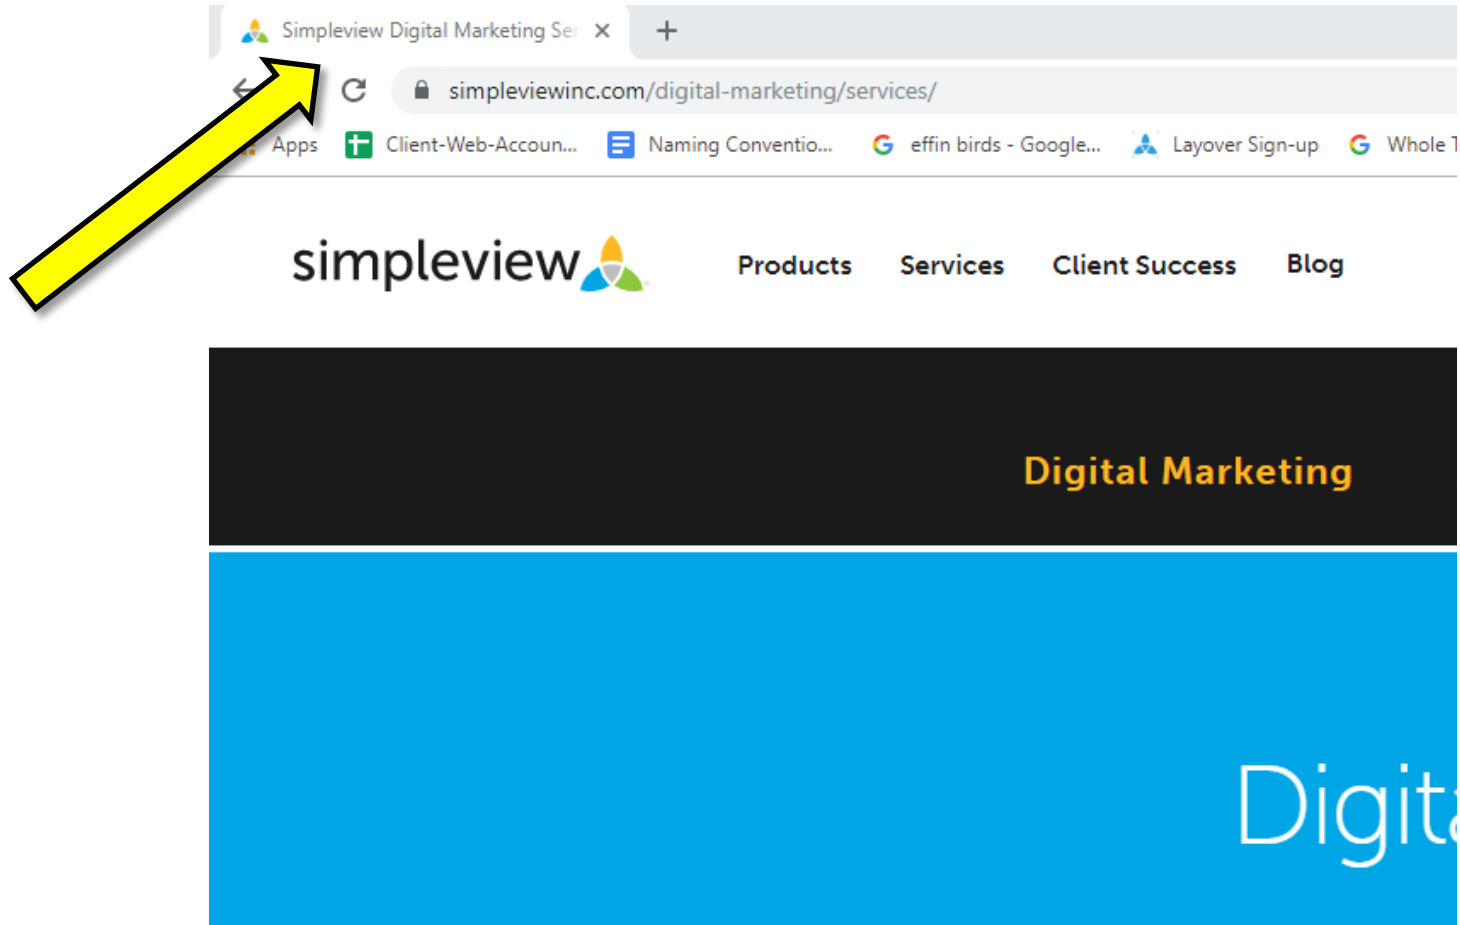 Simpleview Digital Marketing Ser
simpleviewinc.com/digital-marketing/services/
Apps Client-Web-Accoun... Naming Conventio... effin birds - Google... Layover Sign-up Whole T
simpleview Products Services Client Success Blog
Digital Marketing
Digita